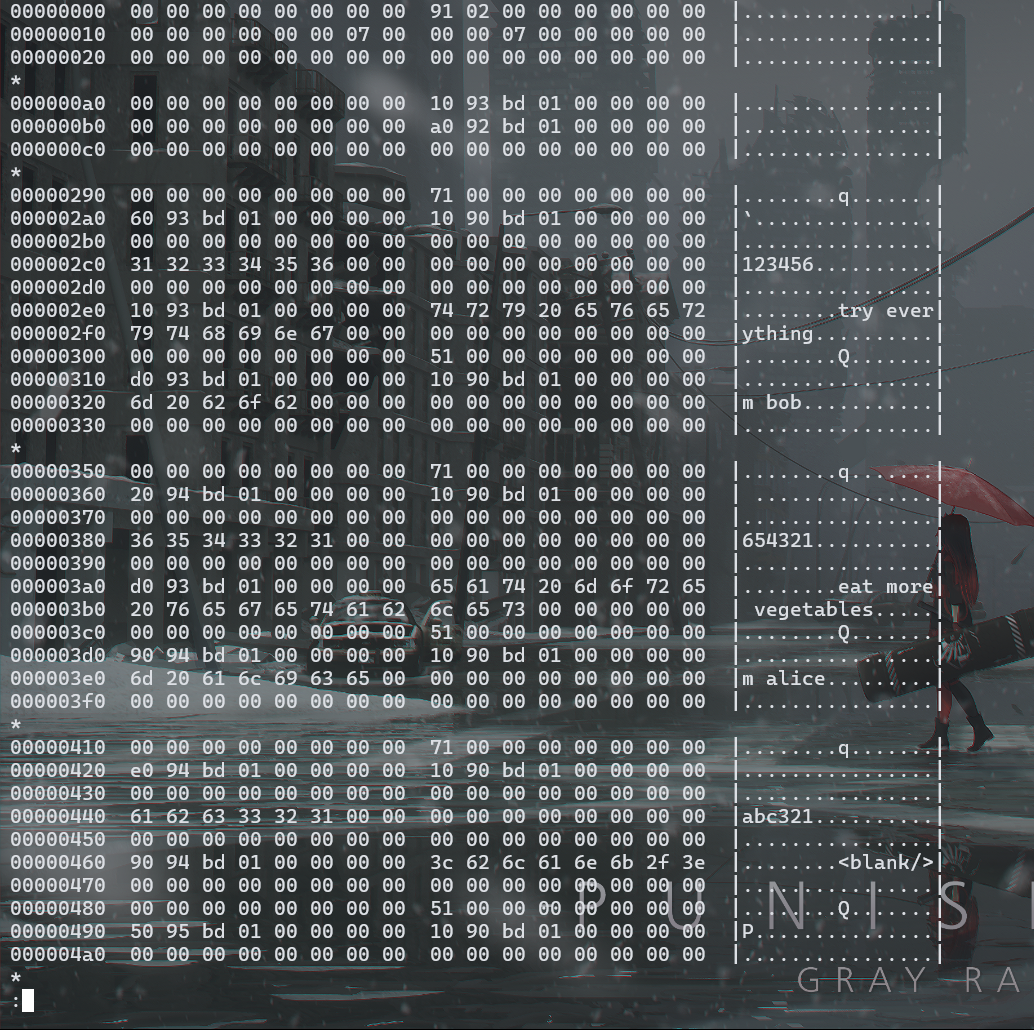 00000000  00 00 00 00 00 00 00 00  91 02 00 00 00 00 00 00  |................|
00000010  00 00 00 00 00 00 07 00  00 00 07 00 00 00 00 00  |................|
00000020  00 00 00 00 00 00 00 00  00 00 00 00 00 00 00 00  |................|
*
000000a0  00 00 00 00 00 00 00 00  10 93 bd 01 00 00 00 00  |................|
000000b0  00 00 00 00 00 00 00 00  a0 92 bd 01 00 00 00 00  |................|
000000c0  00 00 00 00 00 00 00 00  00 00 00 00 00 00 00 00  |................|
*
00000290  00 00 00 00 00 00 00 00  71 00 00 00 00 00 00 00  |........q.......|
000002a0  60 93 bd 01 00 00 00 00  10 90 bd 01 00 00 00 00  |`...............|
000002b0  00 00 00 00 00 00 00 00  00 00 00 00 00 00 00 00  |................|
000002c0  31 32 33 34 35 36 00 00  00 00 00 00 00 00 00 00  |123456..........|
000002d0  00 00 00 00 00 00 00 00  00 00 00 00 00 00 00 00  |................|
000002e0  10 93 bd 01 00 00 00 00  74 72 79 20 65 76 65 72  |........try ever|
000002f0  79 74 68 69 6e 67 00 00  00 00 00 00 00 00 00 00  |ything..........|
00000300  00 00 00 00 00 00 00 00  51 00 00 00 00 00 00 00  |........Q.......|
00000310  d0 93 bd 01 00 00 00 00  10 90 bd 01 00 00 00 00  |................|
00000320  6d 20 62 6f 62 00 00 00  00 00 00 00 00 00 00 00  |m bob...........|
00000330  00 00 00 00 00 00 00 00  00 00 00 00 00 00 00 00  |................|
*
00000350  00 00 00 00 00 00 00 00  71 00 00 00 00 00 00 00  |........q.......|
00000360  20 94 bd 01 00 00 00 00  10 90 bd 01 00 00 00 00  | ...............|
00000370  00 00 00 00 00 00 00 00  00 00 00 00 00 00 00 00  |................|
00000380  36 35 34 33 32 31 00 00  00 00 00 00 00 00 00 00  |654321..........|
00000390  00 00 00 00 00 00 00 00  00 00 00 00 00 00 00 00  |................|
000003a0  d0 93 bd 01 00 00 00 00  65 61 74 20 6d 6f 72 65  |........eat more|
000003b0  20 76 65 67 65 74 61 62  6c 65 73 00 00 00 00 00  | vegetables.....|
000003c0  00 00 00 00 00 00 00 00  51 00 00 00 00 00 00 00  |........Q.......|
000003d0  90 94 bd 01 00 00 00 00  10 90 bd 01 00 00 00 00  |................|
000003e0  6d 20 61 6c 69 63 65 00  00 00 00 00 00 00 00 00  |m alice.........|
000003f0  00 00 00 00 00 00 00 00  00 00 00 00 00 00 00 00  |................|
*
00000410  00 00 00 00 00 00 00 00  71 00 00 00 00 00 00 00  |........q.......|
00000420  e0 94 bd 01 00 00 00 00  10 90 bd 01 00 00 00 00  |................|
00000430  00 00 00 00 00 00 00 00  00 00 00 00 00 00 00 00  |................|
00000440  61 62 63 33 32 31 00 00  00 00 00 00 00 00 00 00  |abc321..........|
00000450  00 00 00 00 00 00 00 00  00 00 00 00 00 00 00 00  |................|
00000460  90 94 bd 01 00 00 00 00  3c 62 6c 61 6e 6b 2f 3e  |........<blank/>|
00000470  00 00 00 00 00 00 00 00  00 00 00 00 00 00 00 00  |................|
00000480  00 00 00 00 00 00 00 00  51 00 00 00 00 00 00 00  |........Q.......|
00000490  50 95 bd 01 00 00 00 00  10 90 bd 01 00 00 00 00  |P...............|
000004a0  00 00 00 00 00 00 00 00  00 00 00 00 00 00 00 00  |................|
*
:
PUNIS
GRAY RA